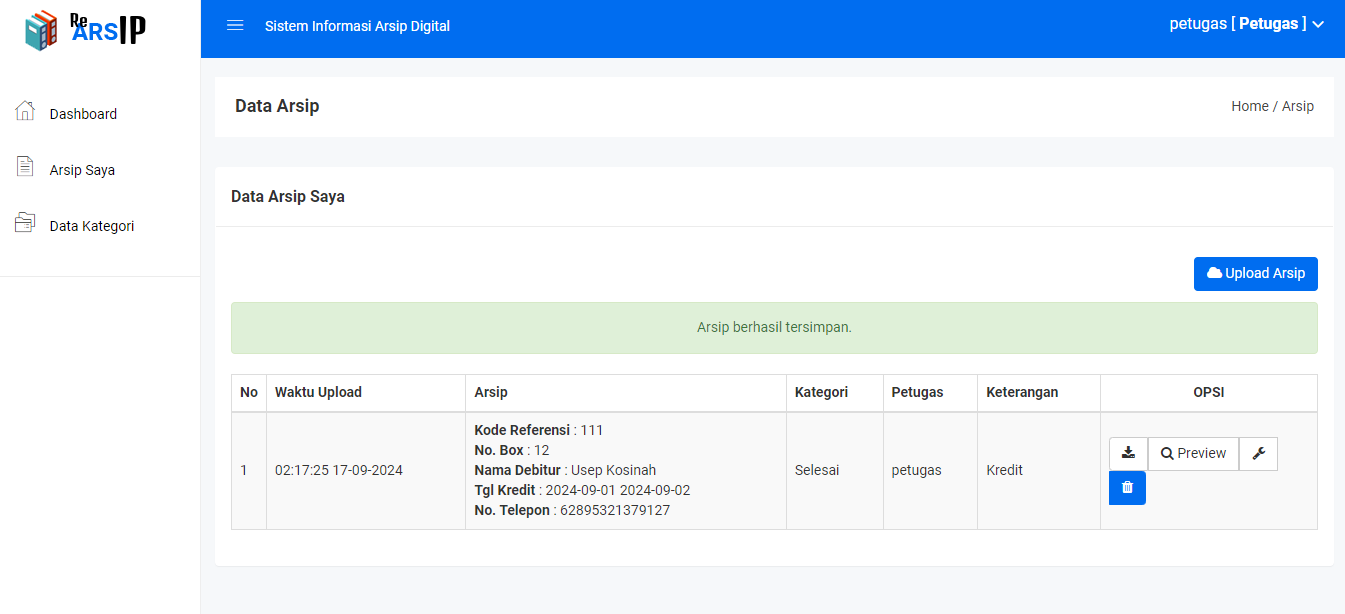 Re
ARSIP
Sistem Informasi Arsip Digital
petugas [ Petugas ]
Dashboard
Arsip Saya
Data Kategori
Data Arsip
Home / Arsip
Data Arsip Saya
Upload Arsip
Arsip berhasil tersimpan.
No Waktu Upload Arsip Kategori Petugas Keterangan OPSI
Kode Referensi : 111
No. Box : 12
1 02:17:25 17-09-2024 Nama Debitur : Usep Kosinah Selesai petugas Kredit Preview
Tgl Kredit : 2024-09-01 2024-09-02
No. Telepon : 62895321379127